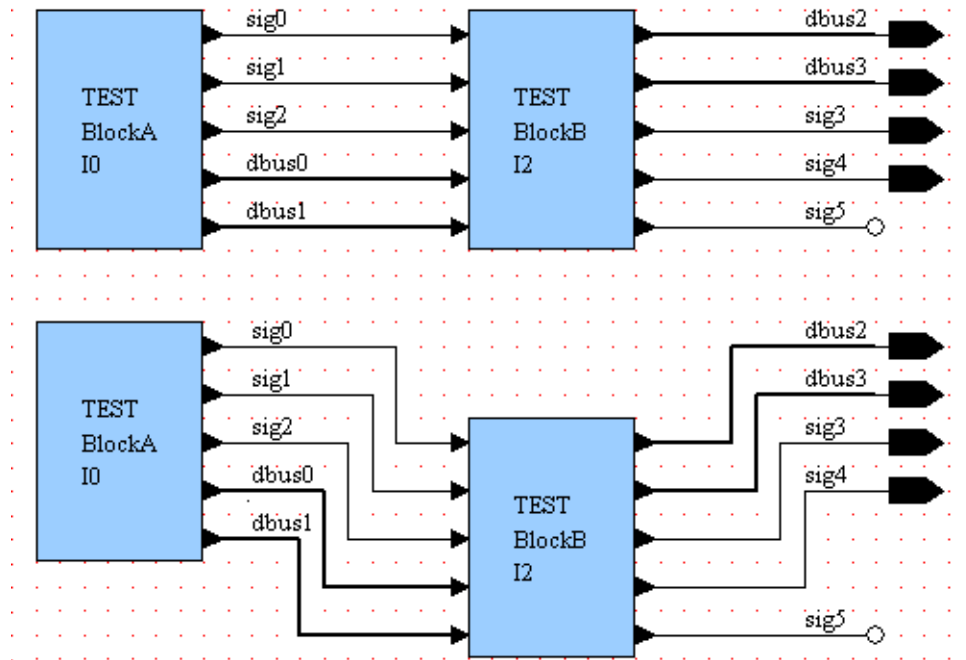 sig0
sig1
sig2
dbus0
dbus1
TEST
BlockA
I0
TEST
BlockB
I2
dbus2
dbus3
sig3
sig4
sig5
sig0
sig1
sig2
dbus0
dbus1
TEST
BlockA
I0
TEST
BlockB
I2
dbus2
dbus3
sig3
sig4
sig5